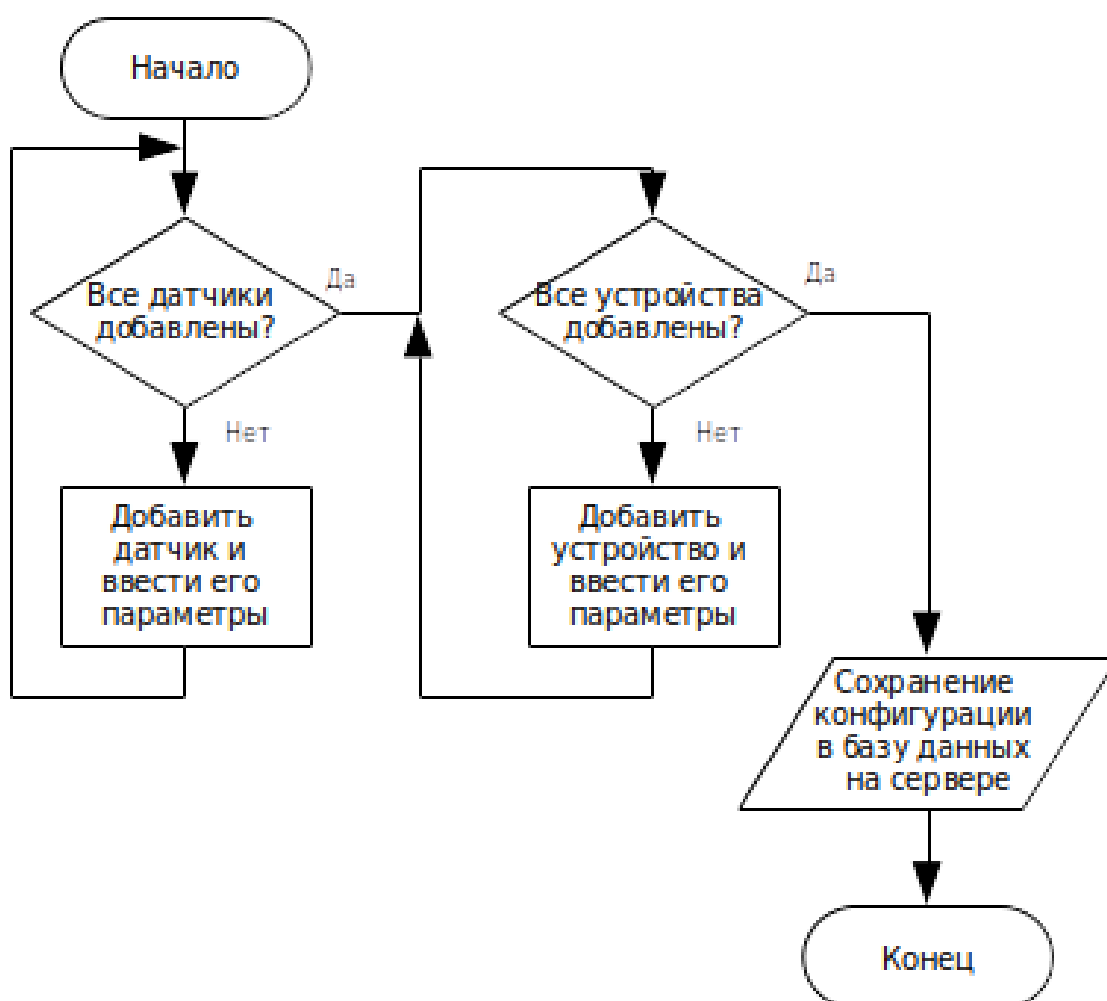 Начало
Все датчики
добавлены?
Да
Нет
Добавить
датчик и
ввести его
параметры
Все устройства
добавлены?
Да
Нет
Добавить
устройство и
ввести его
параметры
Сохранение
конфигурации
в базу данных
на сервере
Конец